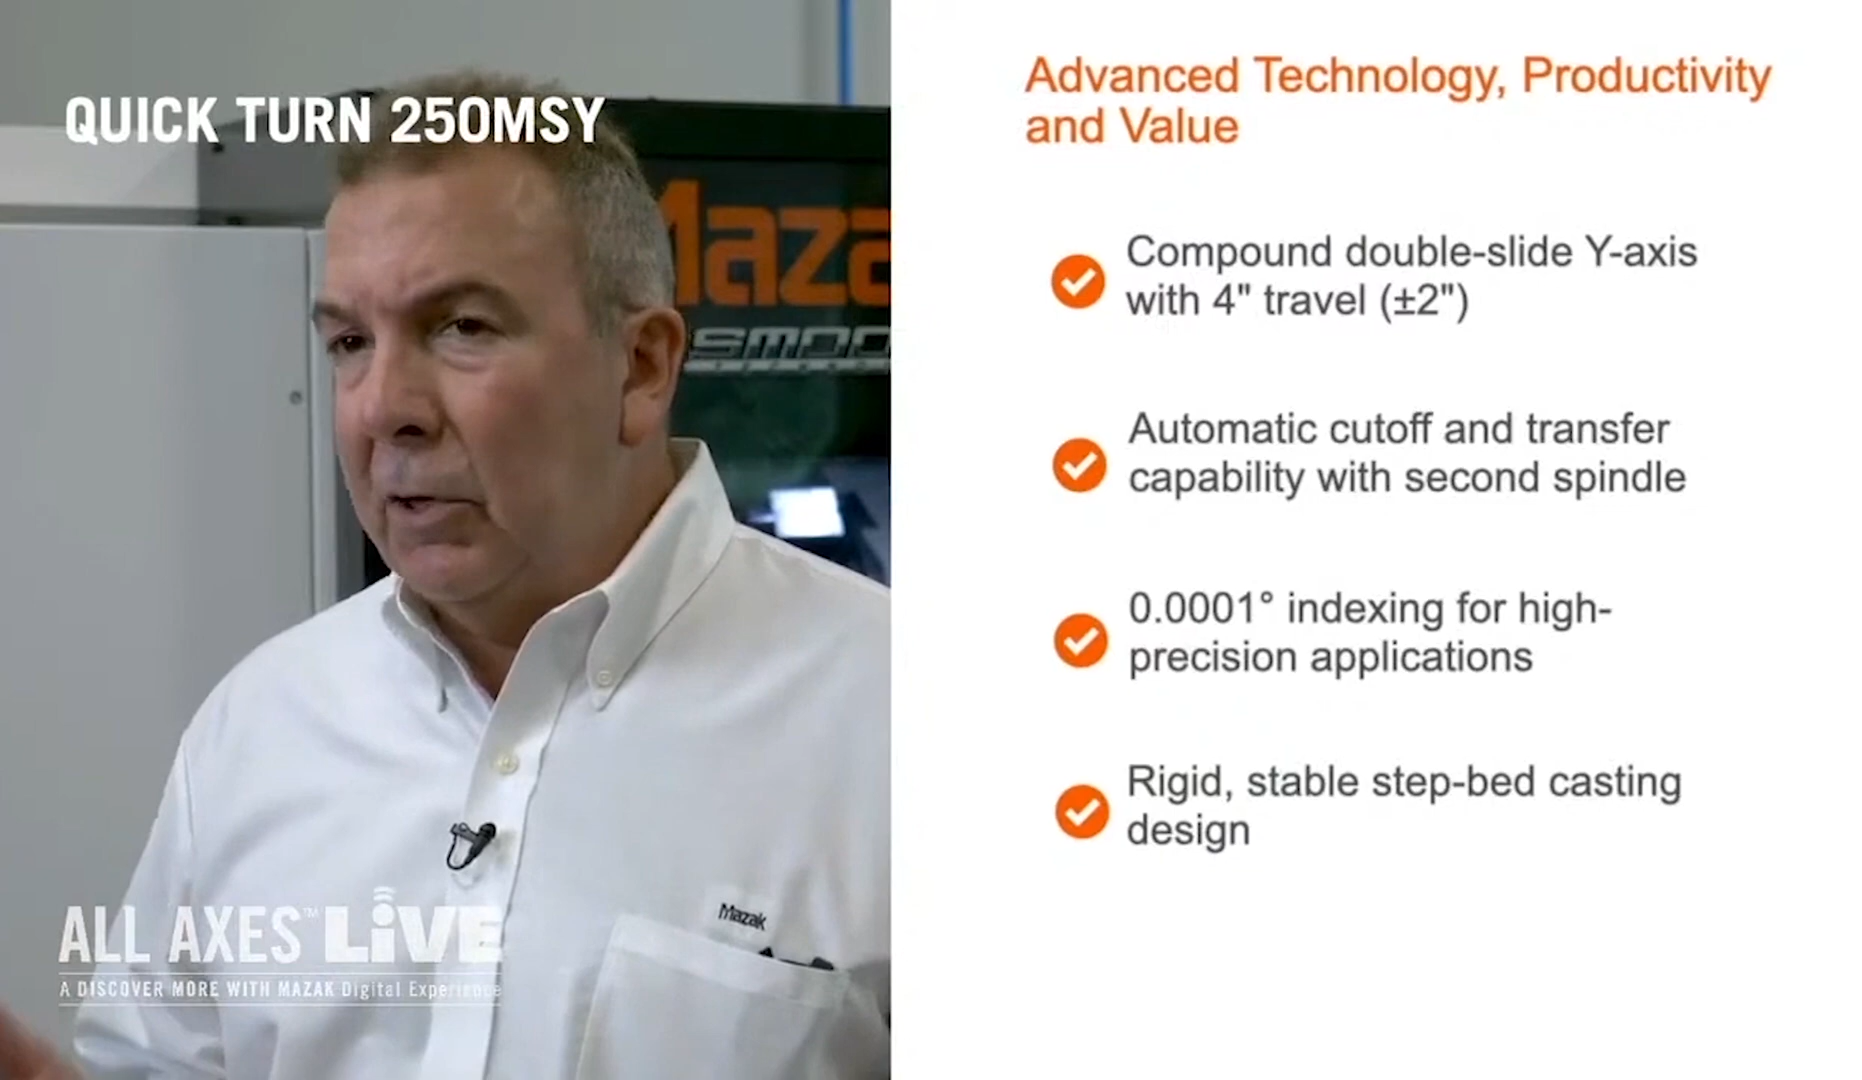 QUICK TURN 250MSY
Advanced Technology, Productivity
and Value
Compound double-slide Y-axis
with 4" travel (±2")
Automatic cutoff and transfer
capability with second spindle
0.0001° indexing for high-
precision applications
Rigid, stable step-bed casting
design
Maza
SMOO
Mazak
ALL AXES™ LiVE
A DISCOVER MORE WITH MAZAK Digital Experience